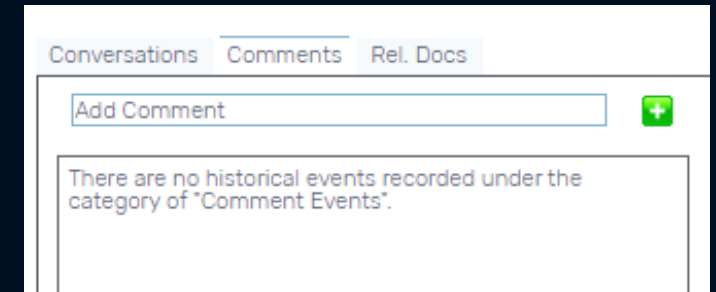 Conversations Comments Rel. Docs
Add Comment
There are no historical events recorded under the
category of "Comment Events".